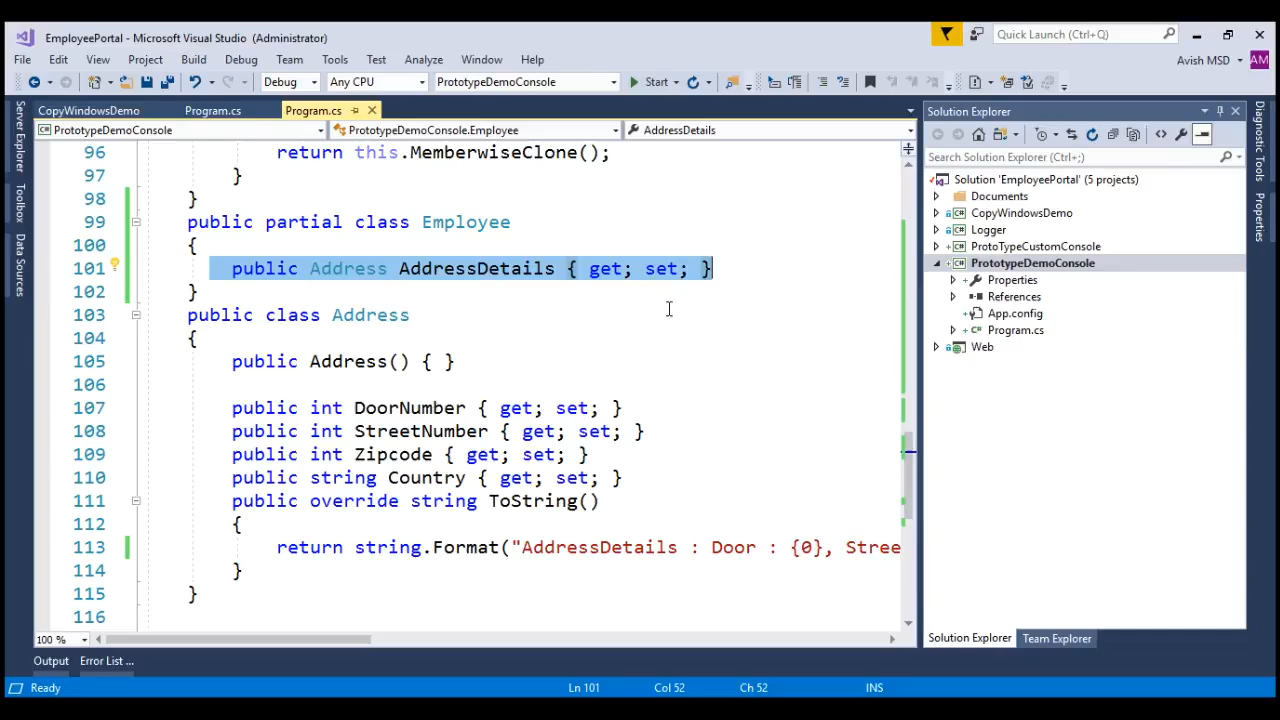 EmployeePortal - Microsoft Visual Studio (Administrator)
Quick Launch (Ctrl+Q)
File Edit View Project Build Debug Team Tools Test Analyze Window Help
Avish MSD AM
Debug Any CPU PrototypeDemoConsole Start
CopyWindowsDemo Program.cs Program.cs
PrototypeDemoConsole PrototypeDemoConsole.Employee AddressDetails
Server Explorer
Toolbox
Data Sources
96 return this.MemberwiseClone();
97 }
98 }
99 public partial class Employee
100 {
101 public Address AddressDetails { get; set; }
102 }
103 public class Address
104 {
105 public Address() { }
106
107 public int DoorNumber { get; set; }
108 public int StreetNumber { get; set; }
109 public int Zipcode { get; set; }
110 public string Country { get; set; }
111 public override string ToString()
112 {
113 return string.Format("AddressDetails : Door : {0}, Stree
114 }
115 }
116
100 %
Solution Explorer
Search Solution Explorer (Ctrl+;)
Solution 'EmployeePortal' (5 projects)
Documents
CopyWindowsDemo
Logger
ProtoTypeCustomConsole
PrototypeDemoConsole
Properties
References
App.config
Program.cs
Web
Solution Explorer Team Explorer
Diagnostic Tools
Properties
Output Error List ...
Ready Ln 101 Col 52 Ch 52 INS